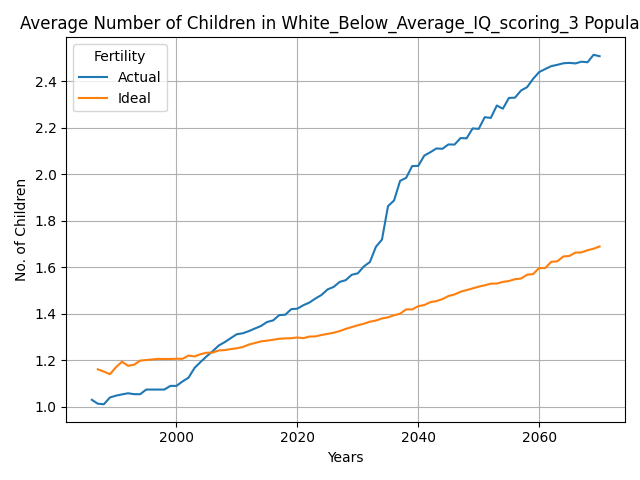 Average Number of Children in White_Below_Average_IQ_scoring_3 Popula
Fertility
Actual
Ideal
2.4
2.2
2.0
1.8
1.6
1.4
1.2
1.0
No. of Children
2000 2020 2040 2060
Years